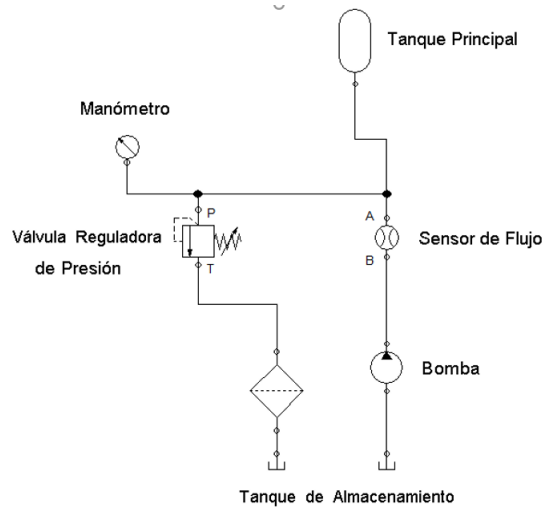 Tanque Principal
Manómetro
P
A
Válvula Reguladora
de Presión
Sensor de Flujo
T
B
Bomba
Tanque de Almacenamiento